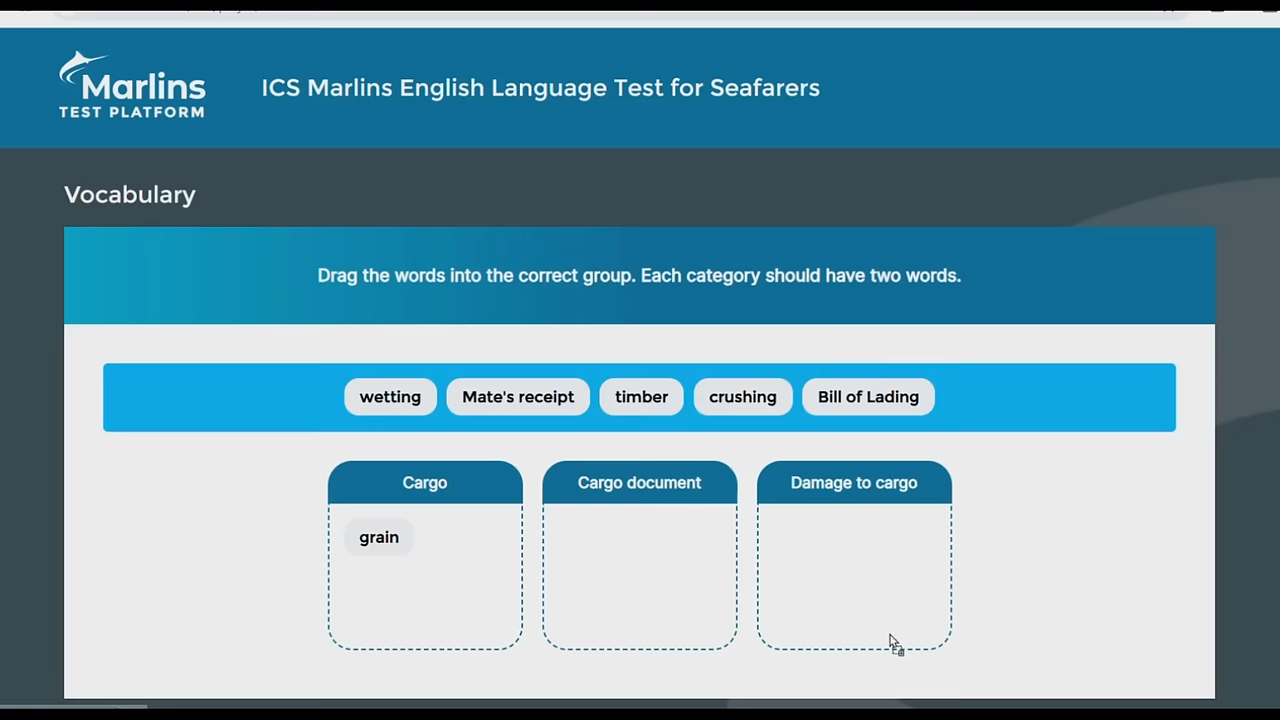 Marlins
TEST PLATFORM
ICS Marlins English Language Test for Seafarers
Vocabulary
Drag the words into the correct group. Each category should have two words.
wetting Mate's receipt timber crushing Bill of Lading
Cargo Cargo document Damage to cargo
grain